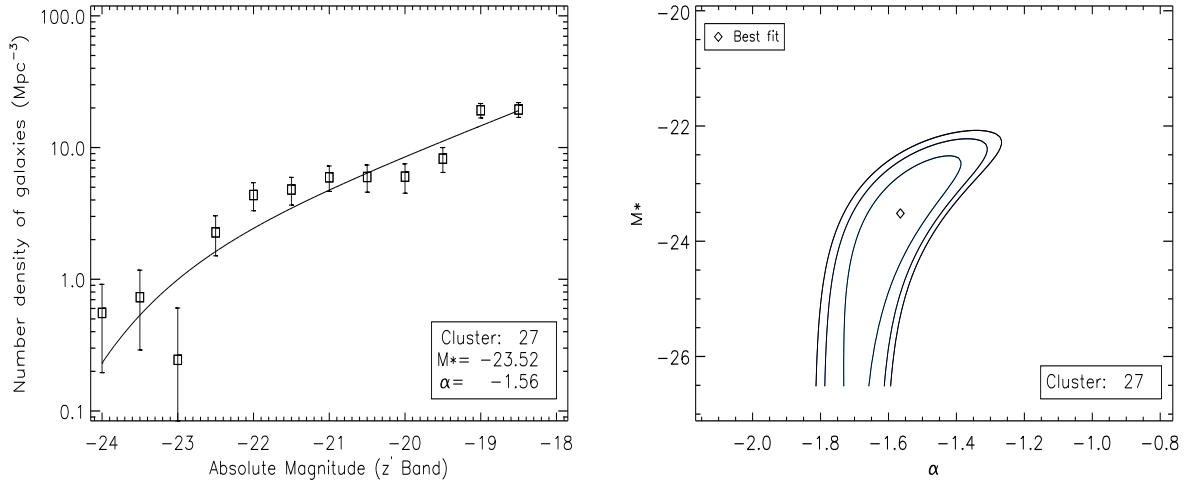 100.0
10.0
1.0
0.1
Number density of galaxies (Mpc⁻³)
Cluster: 27
M*= −23.52
α= −1.56
−24 −23 −22 −21 −20 −19 −18
Absolute Magnitude (z' Band)
−20
−22
−24
−26
M*
Best fit
Cluster: 27
−2.0 −1.8 −1.6 −1.4 −1.2 −1.0 −0.8
α